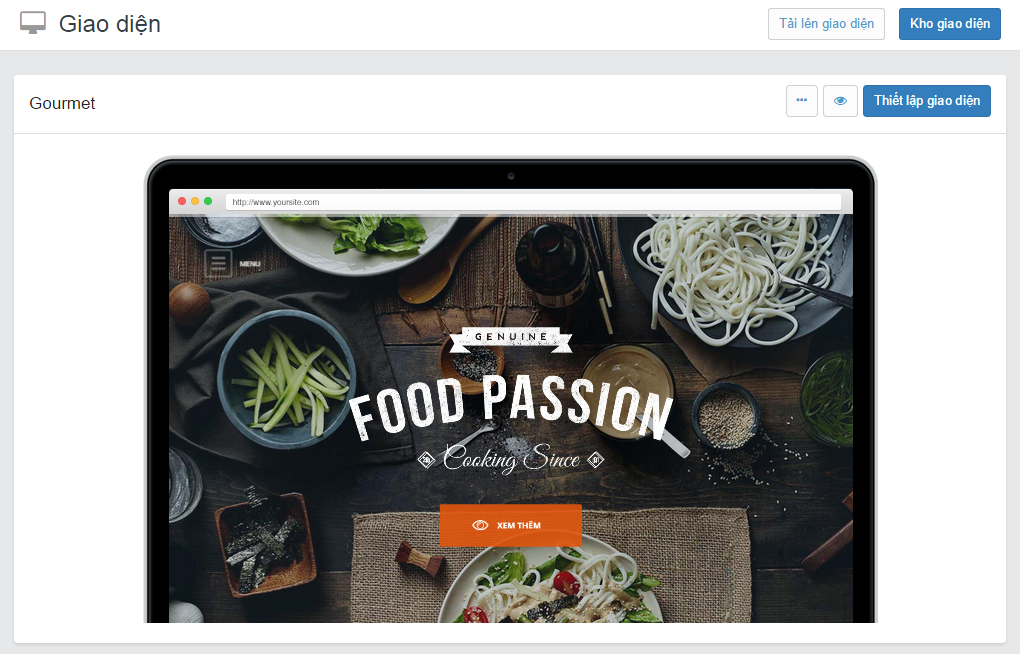 Giao diện
Tải lên giao diện
Kho giao diện
Gourmet
Thiết lập giao diện
http://www.yoursite.com
MENU
GENUINE
FOOD PASSION
Cooking Since
XEM THÊM